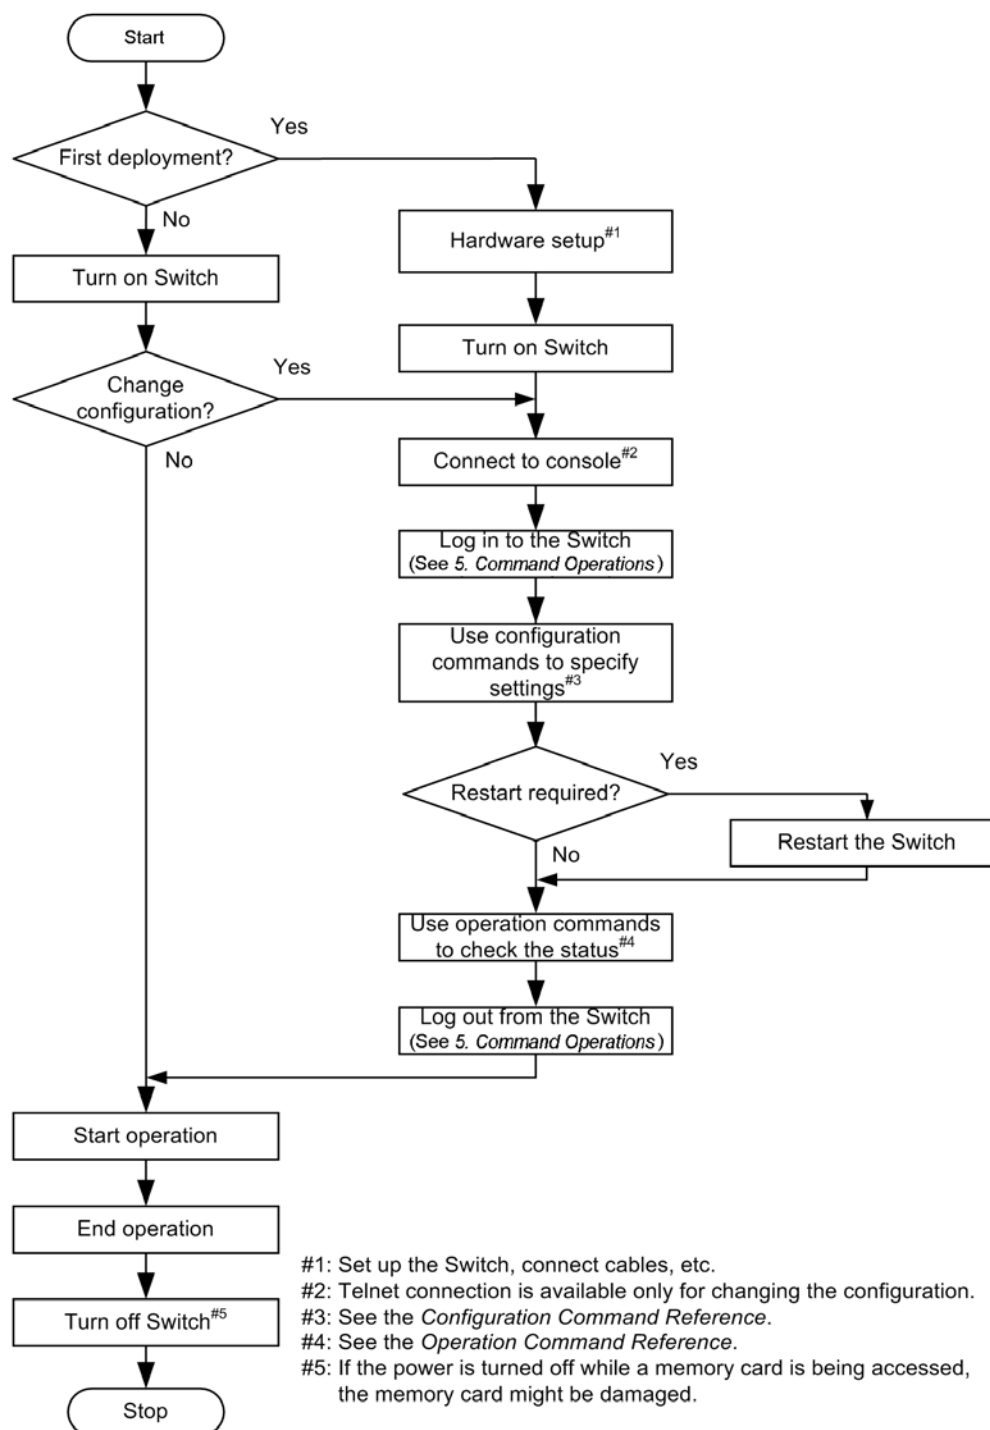 Start
First deployment?
Yes
No
Hardware setup#1
Turn on Switch
Turn on Switch
Change
configuration?
Yes
No
Connect to console#2
Log in to the Switch
(See 5. Command Operations)
Use configuration
commands to specify
settings#3
Restart required?
Yes
No
Restart the Switch
Use operation commands
to check the status#4
Log out from the Switch
(See 5. Command Operations)
Start operation
End operation
Turn off Switch#5
Stop
#1: Set up the Switch, connect cables, etc.
#2: Telnet connection is available only for changing the configuration.
#3: See the Configuration Command Reference.
#4: See the Operation Command Reference.
#5: If the power is turned off while a memory card is being accessed,
the memory card might be damaged.